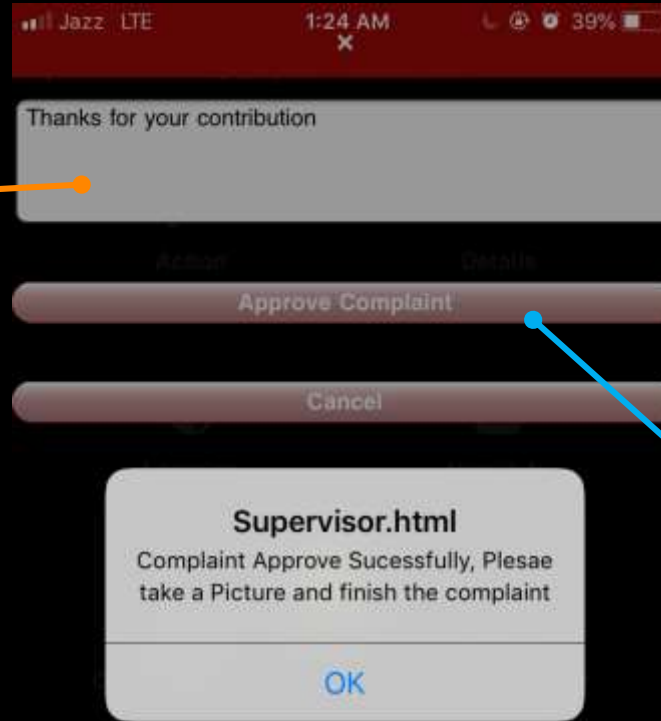 Jazz LTE 1:24 AM 39%
Thanks for your contribution
Action Details
Approve Complaint
Cancel
Supervisor.html
Complaint Approve Sucessfully, Plesae
take a Picture and finish the complaint
OK